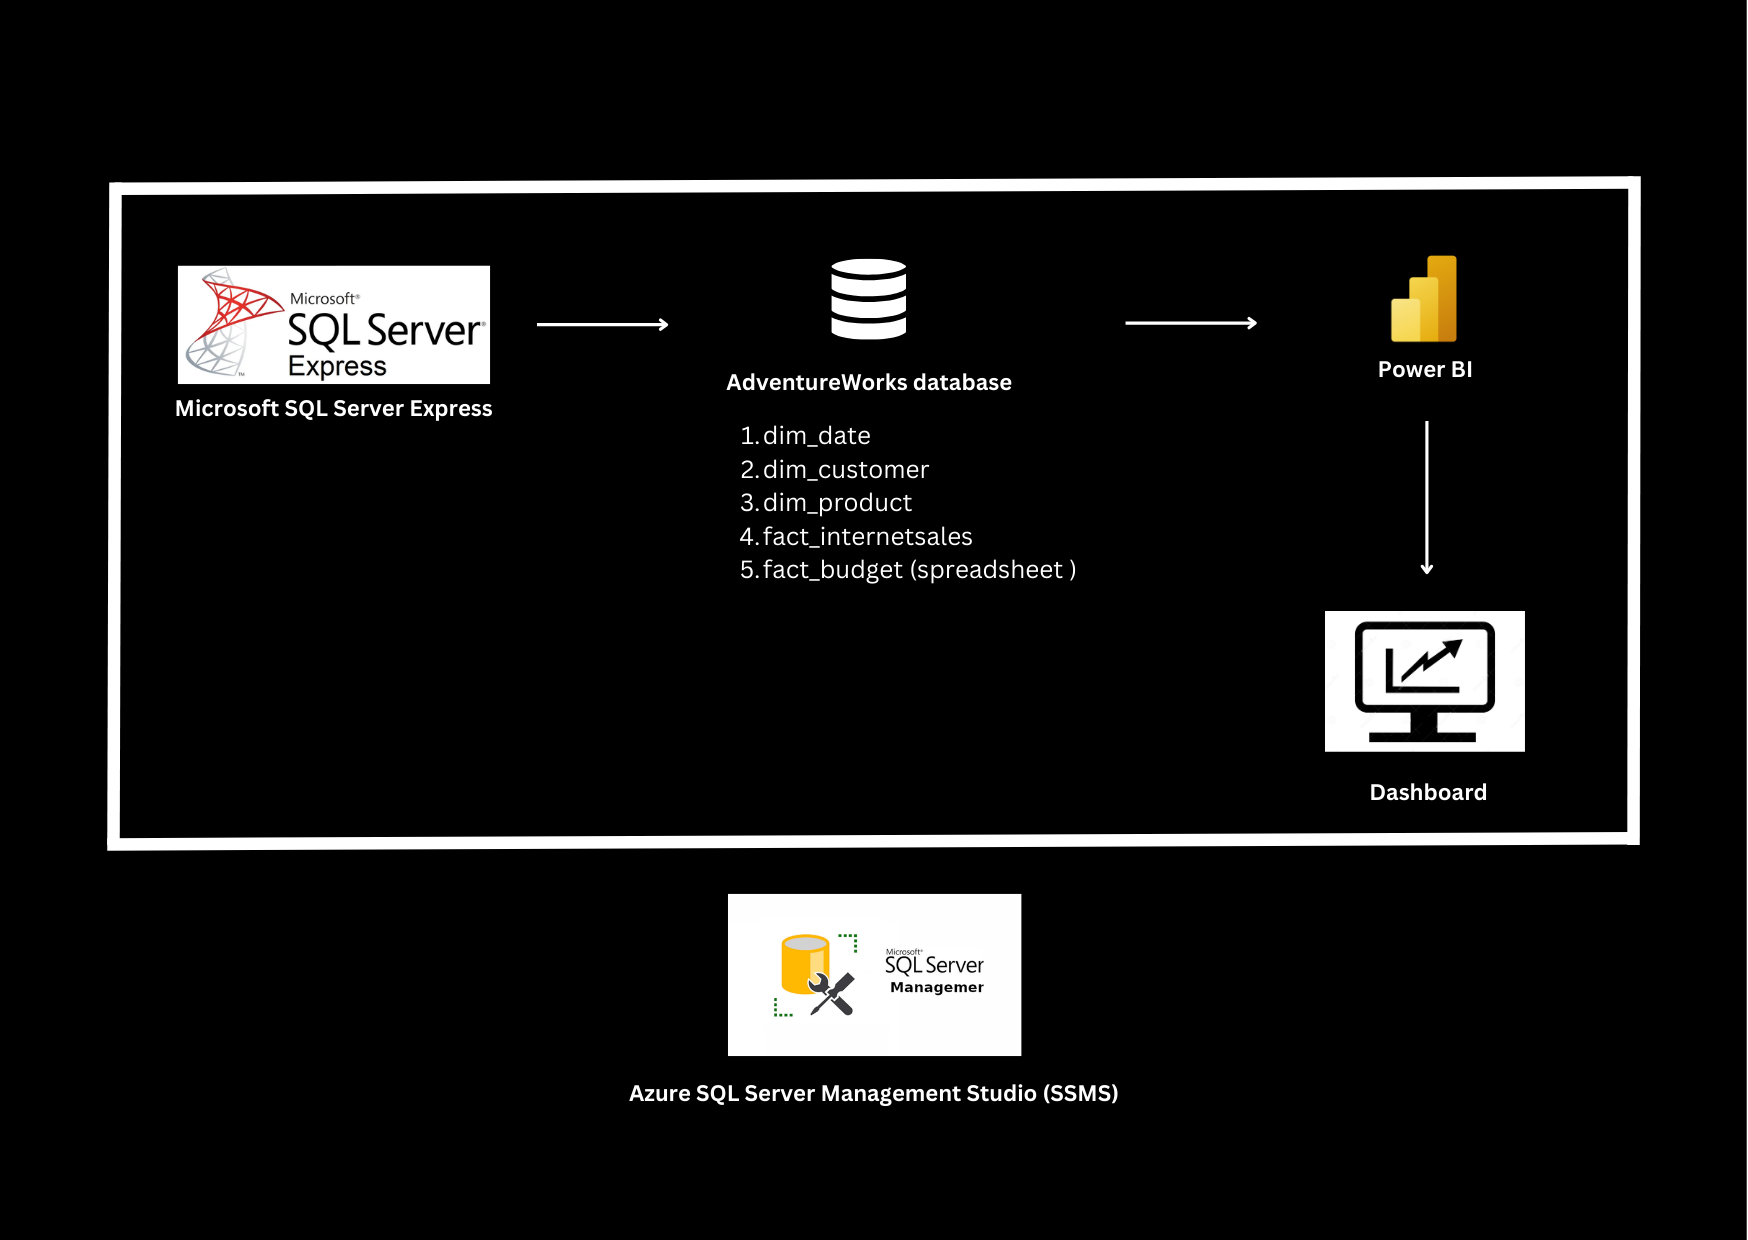 Microsoft®
SQL Server®
Express
™
Microsoft SQL Server Express
AdventureWorks database
1. dim_date
2. dim_customer
3. dim_product
4. fact_internetsales
5. fact_budget (spreadsheet )
Power BI
Dashboard
Microsoft®
SQL Server
Managemer
Azure SQL Server Management Studio (SSMS)